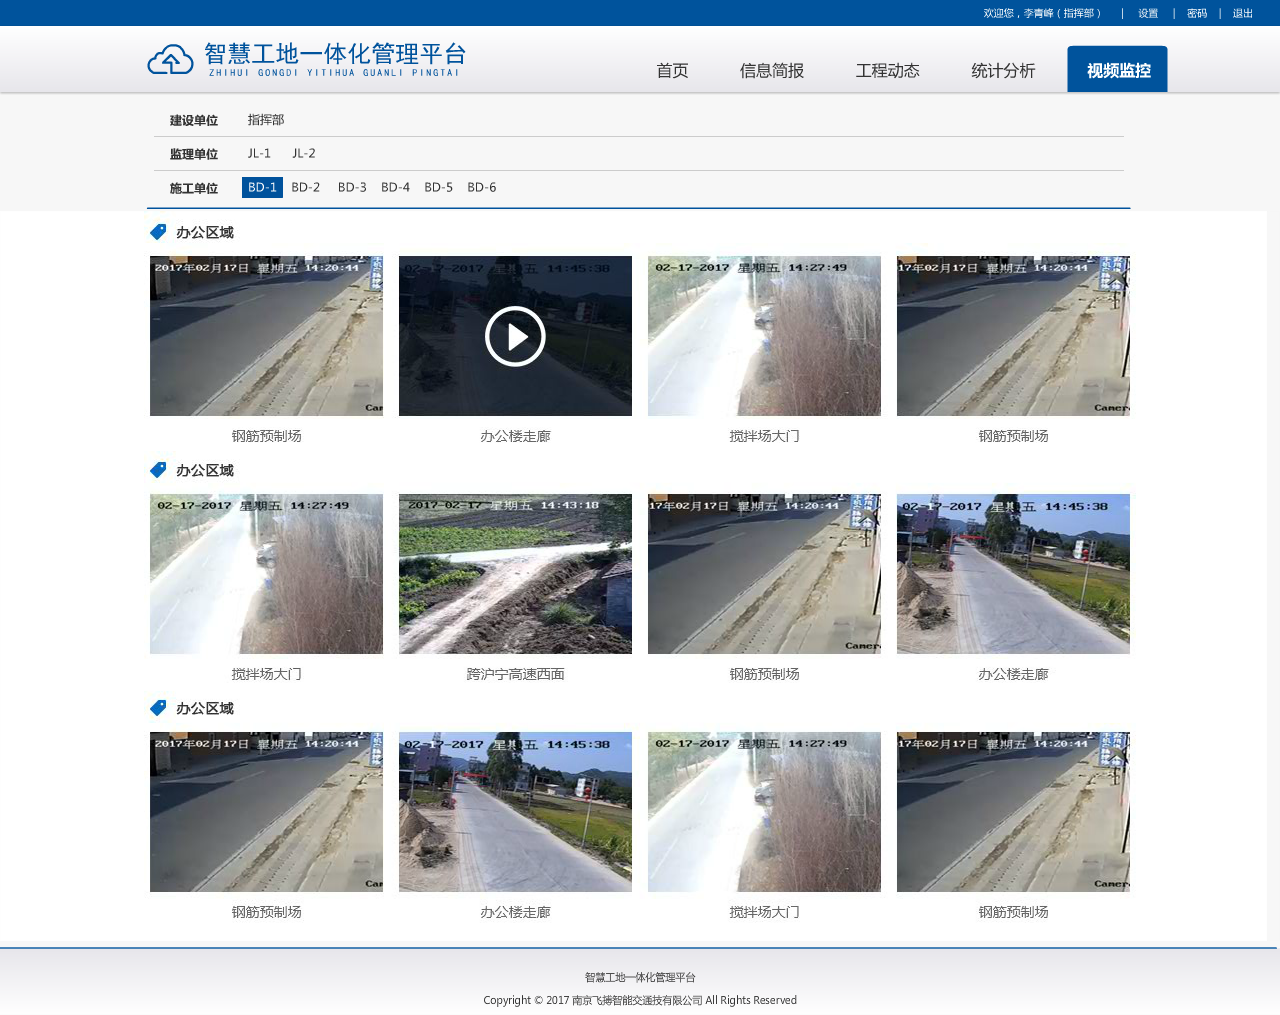 欢迎您，李青峰（指挥部） | 设置 | 密码 | 退出
智慧工地一体化管理平台
ZHIHUI GONGDI YITIHUA GUANLI PINGTAI
首页 信息简报 工程动态 统计分析 视频监控
建设单位 指挥部
监理单位 JL-1 JL-2
施工单位 BD-1 BD-2 BD-3 BD-4 BD-5 BD-6
办公区域
2017年02月17日 星期五 14:20:44
02-17-2017 星期五 14:45:38
02-17-2017 星期五 14:27:49
17年02月17日 星期五 14:20:44
Cam
Camer
钢筋预制场 办公楼走廊 搅拌场大门 钢筋预制场
办公区域
02-17-2017 星期五 14:27:49
2017-02-17 星期五 14:43:18
17年02月17日 星期五 14:20:44
02-17-2017 星期五 14:45:38
Camera
搅拌场大门 跨沪宁高速西面 钢筋预制场 办公楼走廊
办公区域
2017年02月17日 星期五 14:20:44
02-17-2017 星期五 14:45:38
02-17-2017 星期五 14:27:49
17年02月17日 星期五 14:20:44
Cam
Camer
钢筋预制场 办公楼走廊 搅拌场大门 钢筋预制场
智慧工地一体化管理平台
Copyright © 2017 南京飞搏智能交通技有限公司 All Rights Reserved